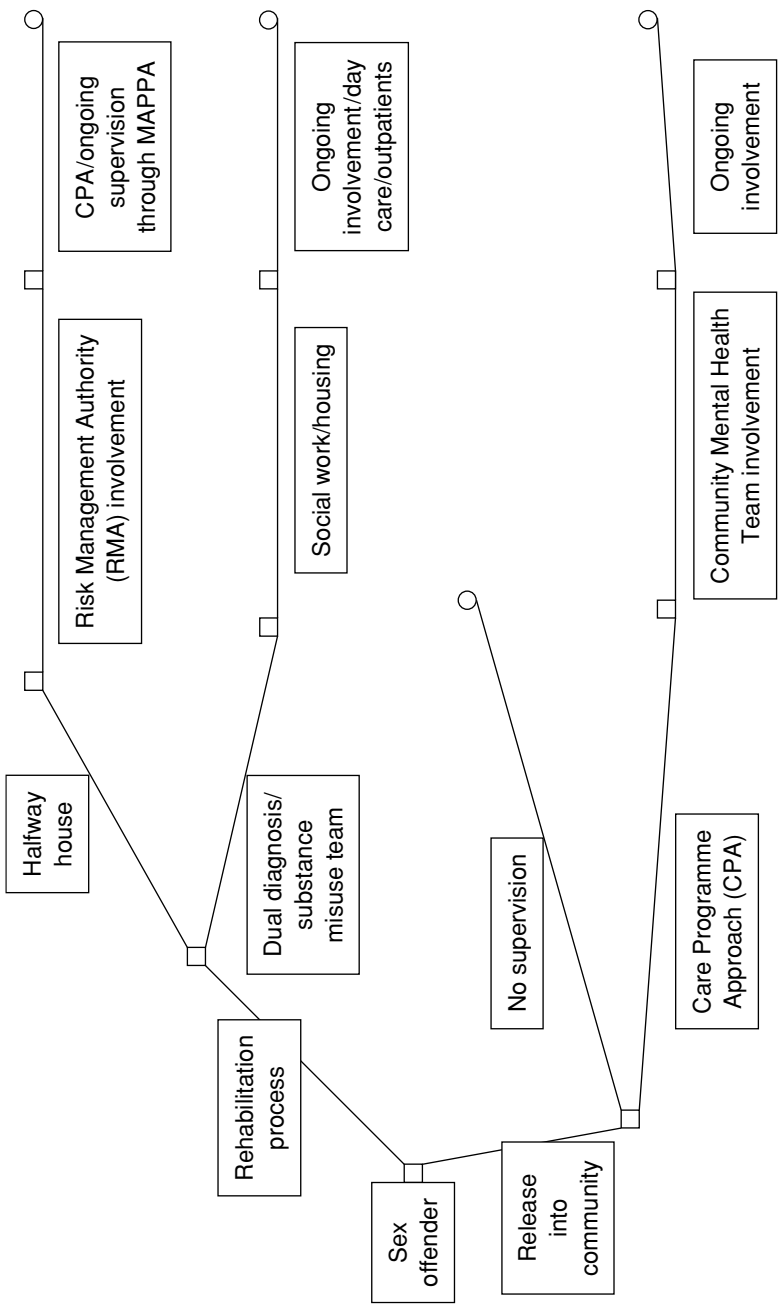 Sex
offender
Rehabilitation
process
Release
into
community
Halfway
house
Dual diagnosis/
substance
misuse team
No supervision
Care Programme
Approach (CPA)
Risk Management Authority
(RMA) involvement
Social work/housing
Community Mental Health
Team involvement
CPA/ongoing
supervision
through MAPPA
Ongoing
involvement/day
care/outpatients
Ongoing
involvement